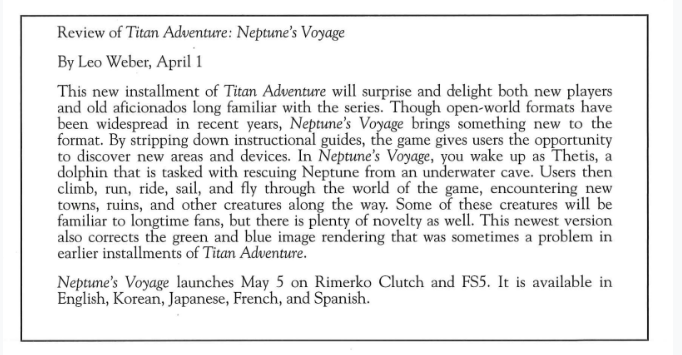 Review of Titan Adventure: Neptune's Voyage
By Leo Weber, April 1
This new installment of Titan Adventure will surprise and delight both new players
and old aficionados long familiar with the series. Though open-world formats have
been widespread in recent years, Neptune's Voyage brings something new to the
format. By stripping down instructional guides, the game gives users the opportunity
to discover new areas and devices. In Neptune's Voyage, you wake up as Thetis, a
dolphin that is tasked with rescuing Neptune from an underwater cave. Users then
climb, run, ride, sail, and fly through the world of the game, encountering new
towns, ruins, and other creatures along the way. Some of these creatures will be
familiar to longtime fans, but there is plenty of novelty as well. This newest version
also corrects the green and blue image rendering that was sometimes a problem in
earlier installments of Titan Adventure.
Neptune's Voyage launches May 5 on Rimerko Clutch and FS5. It is available in
English, Korean, Japanese, French, and Spanish.